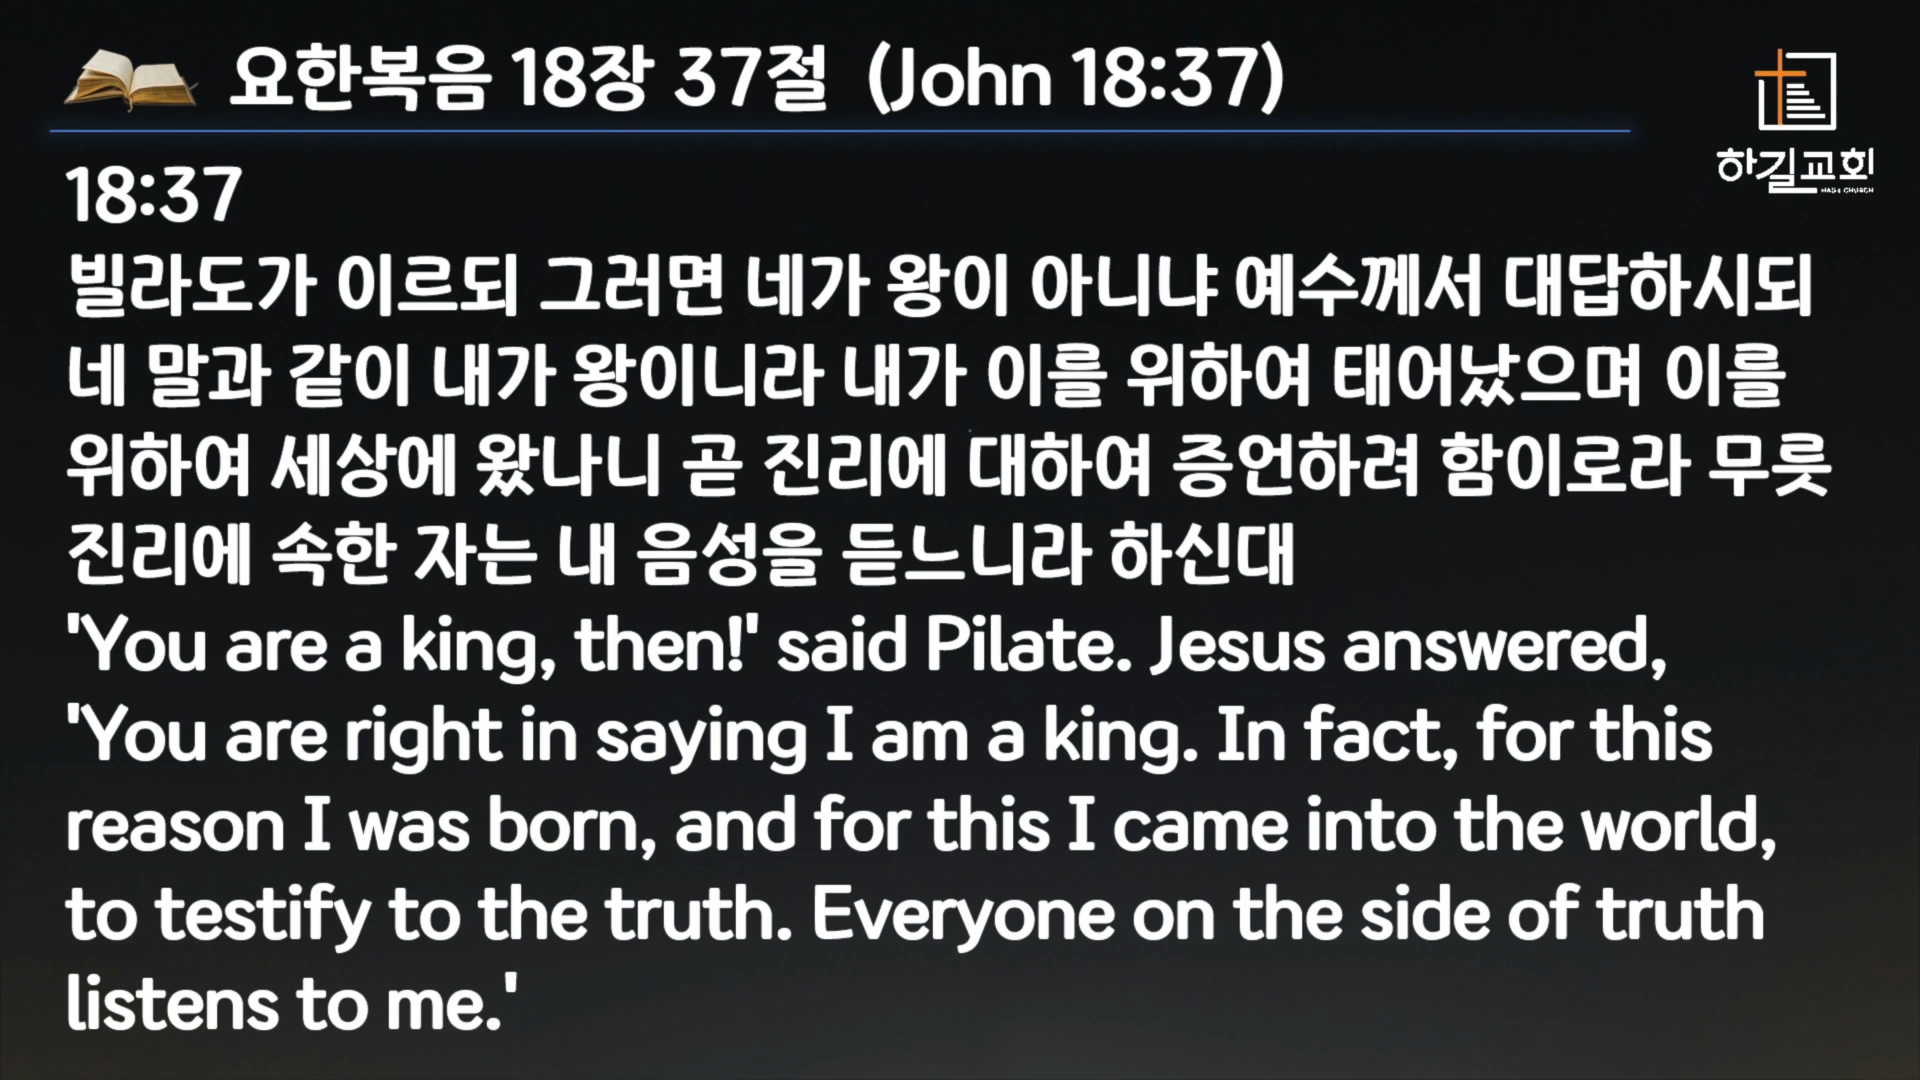 요한복음 18장 37절 (John 18:37)
하길교회
18:37
빌라도가 이르되 그러면 네가 왕이 아니냐 예수께서 대답하시되
네 말과 같이 내가 왕이니라 내가 이를 위하여 태어났으며 이를
위하여 세상에 왔나니 곧 진리에 대하여 증언하려 함이로라 무릇
진리에 속한 자는 내 음성을 듣느니라 하신대
'You are a king, then!' said Pilate. Jesus answered,
'You are right in saying I am a king. In fact, for this
reason I was born, and for this I came into the world,
to testify to the truth. Everyone on the side of truth
listens to me.'